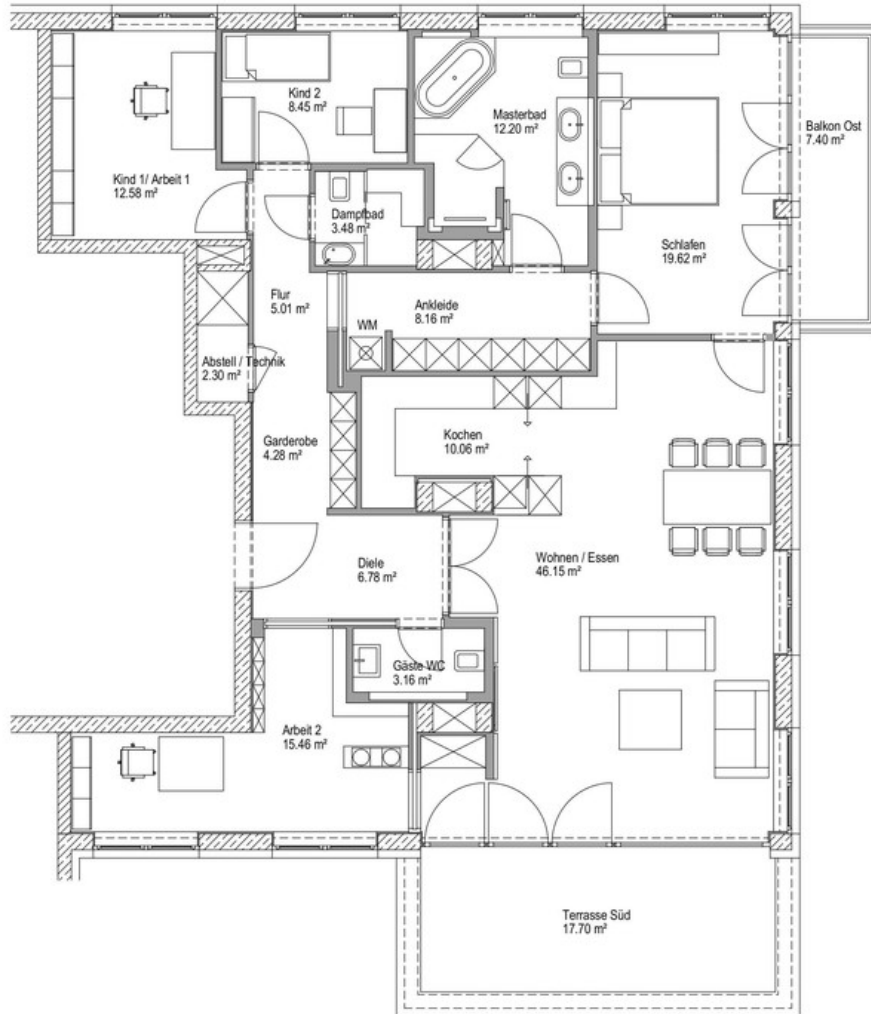 Kind 2
8.45 m²
Masterbad
12.20 m²
Balkon Ost
7.40 m²
Kind 1/ Arbeit 1
12.58 m²
Dampfbad
3.48 m²
Schlafen
19.62 m²
Flur
5.01 m²
Ankleide
8.16 m²
WM
Abstell / Technik
2.30 m²
Garderobe
4.28 m²
Kochen
10.06 m²
Diele
6.78 m²
Wohnen / Essen
46.15 m²
Gäste WC
3.16 m²
Arbeit 2
15.46 m²
Terrasse Süd
17.70 m²